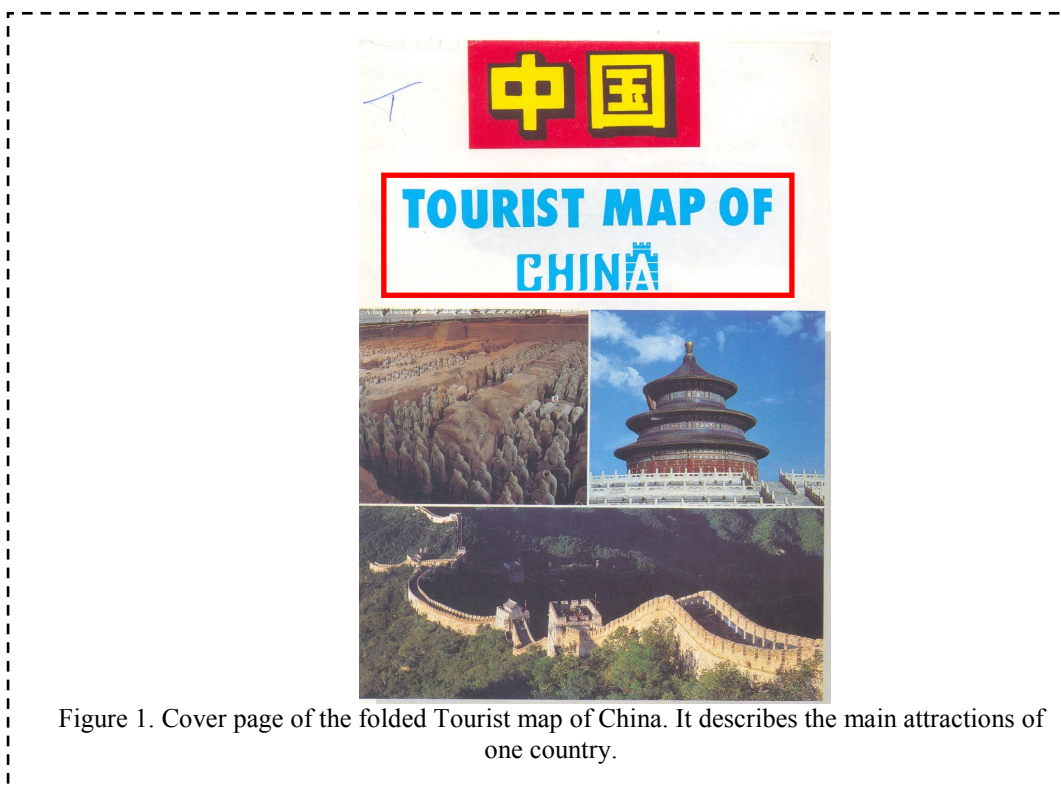 中国
TOURIST MAP OF
CHINA
Figure 1. Cover page of the folded Tourist map of China. It describes the main attractions of
one country.